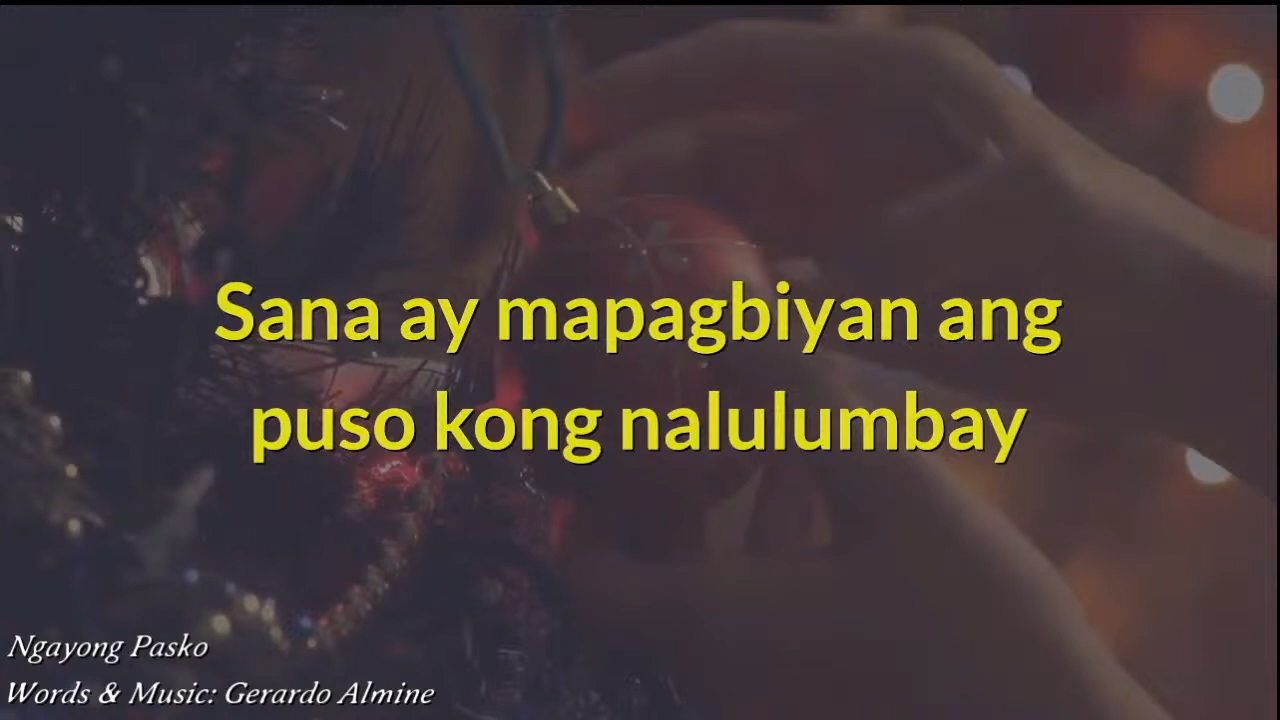 Sana ay mapagbiyan ang
puso kong nalulumbay
Ngayong Pasko
Words & Music: Gerardo Almine